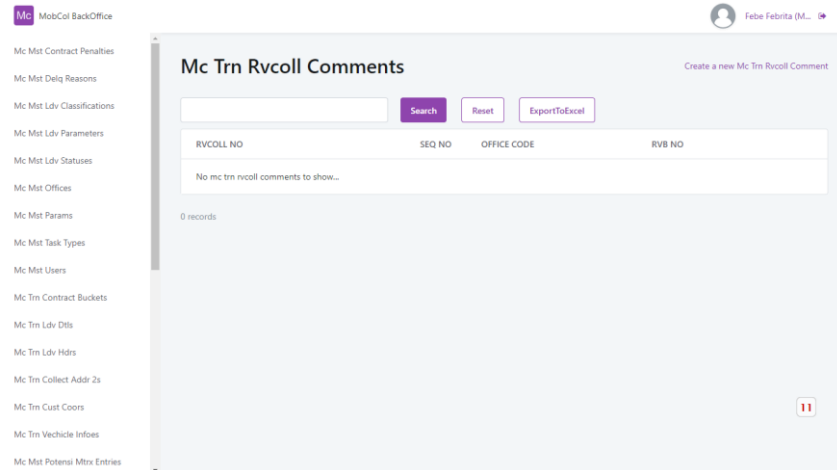 Mc MobCol BackOffice
Febe Febrita (M...
Mc Mst Contract Penalties
Mc Mst Delq Reasons
Mc Mst Ldv Classifications
Mc Mst Ldv Parameters
Mc Mst Ldv Statuses
Mc Mst Offices
Mc Mst Params
Mc Mst Task Types
Mc Mst Users
Mc Trn Contract Buckets
Mc Trn Ldv Dtls
Mc Trn Ldv Hdrs
Mc Trn Collect Addr 2s
Mc Trn Cust Coors
Mc Trn Vechicle Infoes
Mc Mst Potensi Mtrx Entries
Mc Trn Rvcoll Comments
Create a new Mc Trn Rvcoll Comment
Search Reset ExportToExcel
RVCOLL NO SEQ NO OFFICE CODE RVB NO
No mc trn rvcoll comments to show...
0 records
11